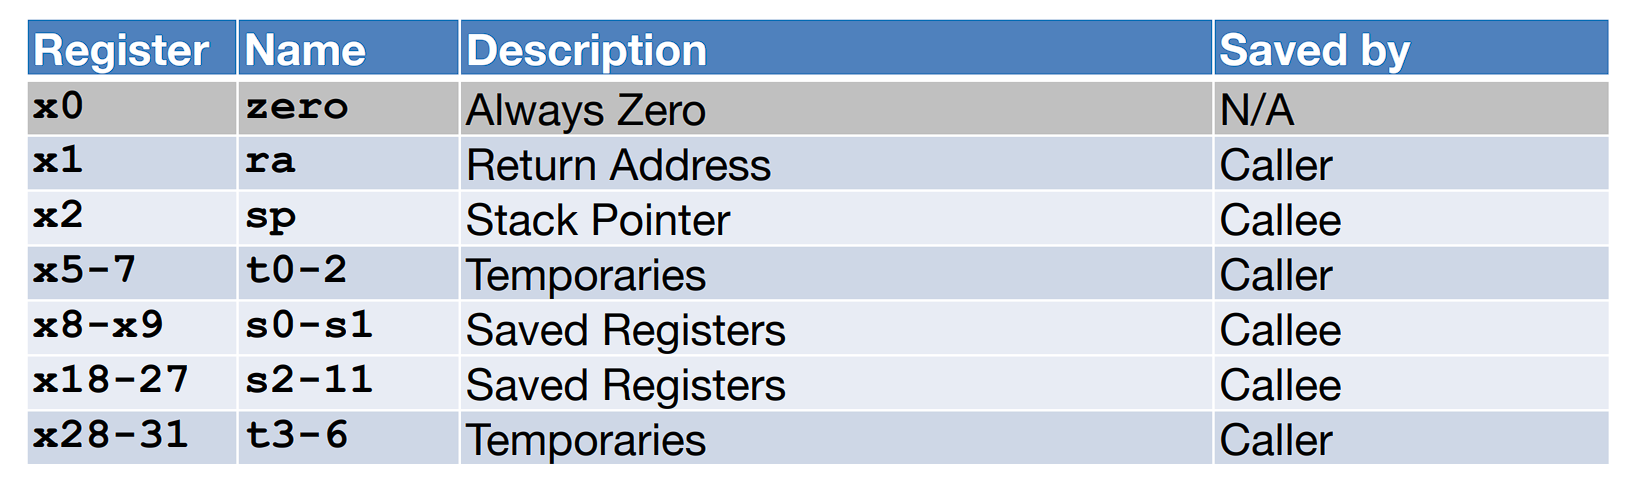 Register Name Description Saved by
x0 zero Always Zero N/A
x1 ra Return Address Caller
x2 sp Stack Pointer Callee
x5-7 t0-2 Temporaries Caller
x8-x9 s0-s1 Saved Registers Callee
x18-27 s2-11 Saved Registers Callee
x28-31 t3-6 Temporaries Caller